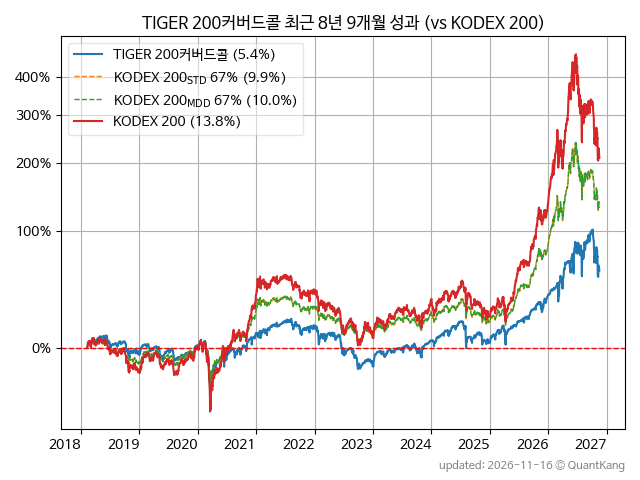 TIGER 200커버드콜 최근 8년 9개월 성과 (vs KODEX 200)
TIGER 200커버드콜 (5.4%)
KODEX 200STD 67% (9.9%)
KODEX 200MDD 67% (10.0%)
KODEX 200 (13.8%)
400%
300%
200%
100%
0%
2018 2019 2020 2021 2022 2023 2024 2025 2026 2027
updated: 2026-11-16 © QuantKang